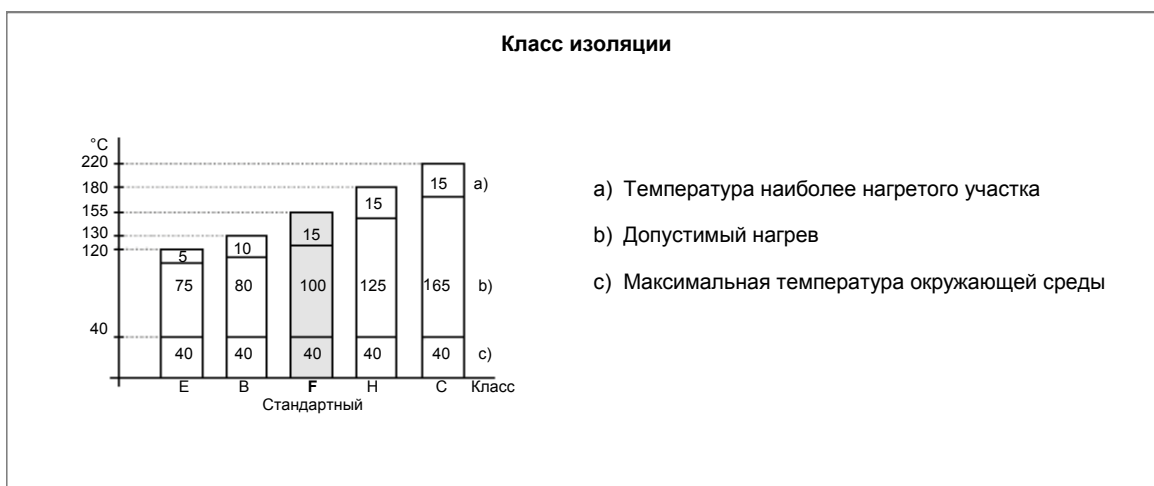 Класс изоляции
°C
220
180
155
130
120
40
5
75
40
10
80
40
15
100
40
15
125
40
15
165
40
a)
b)
c)
E B F H C Класс
Стандартный
a) Температура наиболее нагретого участка
b) Допустимый нагрев
c) Максимальная температура окружающей среды